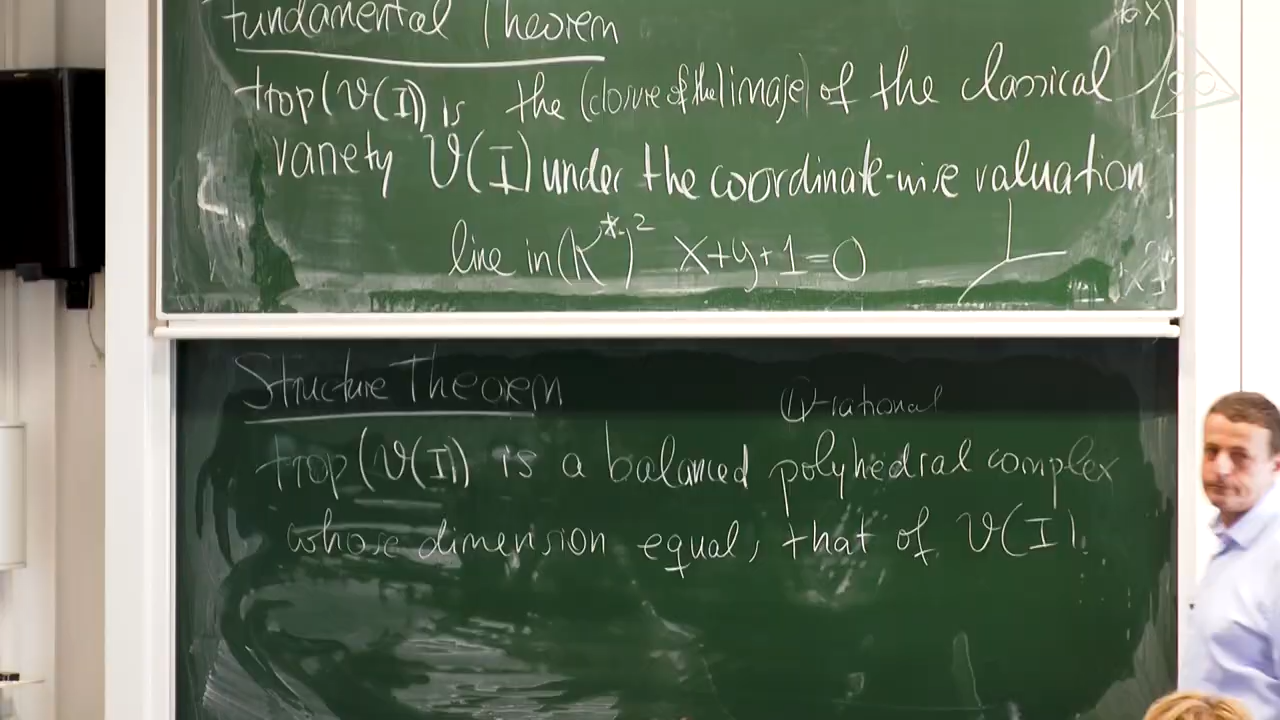 Fundamental Theorem
trop(V(I)) is the (closure of the) image) of the classical
variety V(I) under the coordinate-wise valuation
line in (K*)² x+y+1=0
Structure Theorem
ℚ-rational
trop(V(I)) is a balanced polyhedral complex
whose dimension equals that of V(I).